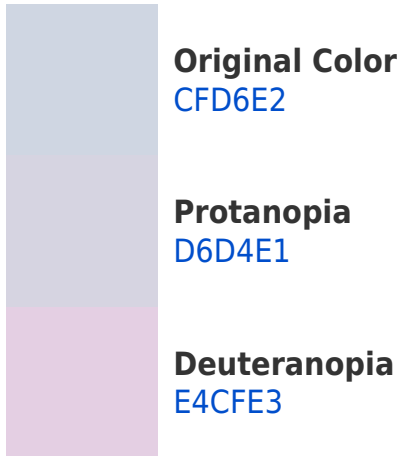 Original Color
CFD6E2
Protanopia
D6D4E1
Deuteranopia
E4CFE3